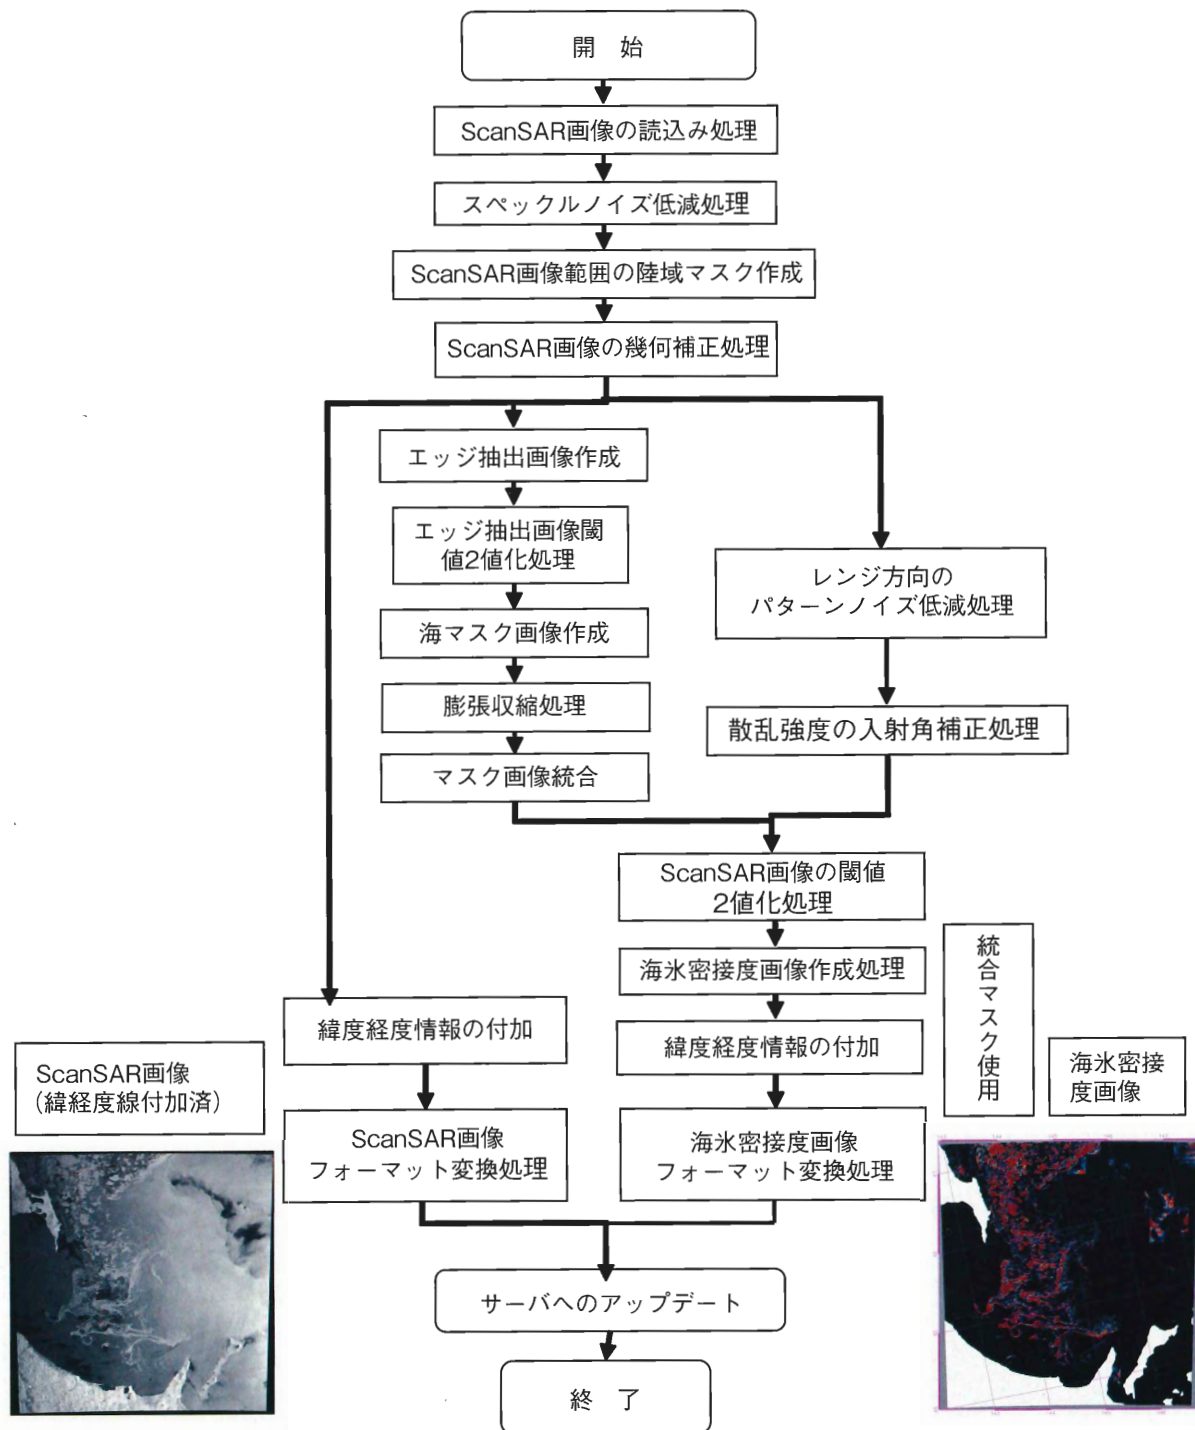 開 始
ScanSAR画像の読込み処理
スペックルノイズ低減処理
ScanSAR画像範囲の陸域マスク作成
ScanSAR画像の幾何補正処理
エッジ抽出画像作成
エッジ抽出画像閾
値2値化処理
海マスク画像作成
膨張収縮処理
マスク画像統合
レンジ方向の
パターンノイズ低減処理
散乱強度の入射角補正処理
ScanSAR画像の閾値
2値化処理
海氷密接度画像作成処理
緯度経度情報の付加
海氷密接度画像
フォーマット変換処理
統合マスク使用
海氷密接
度画像
緯度経度情報の付加
ScanSAR画像
フォーマット変換処理
ScanSAR画像
(緯経度線付加済)
サーバへのアップデート
終 了